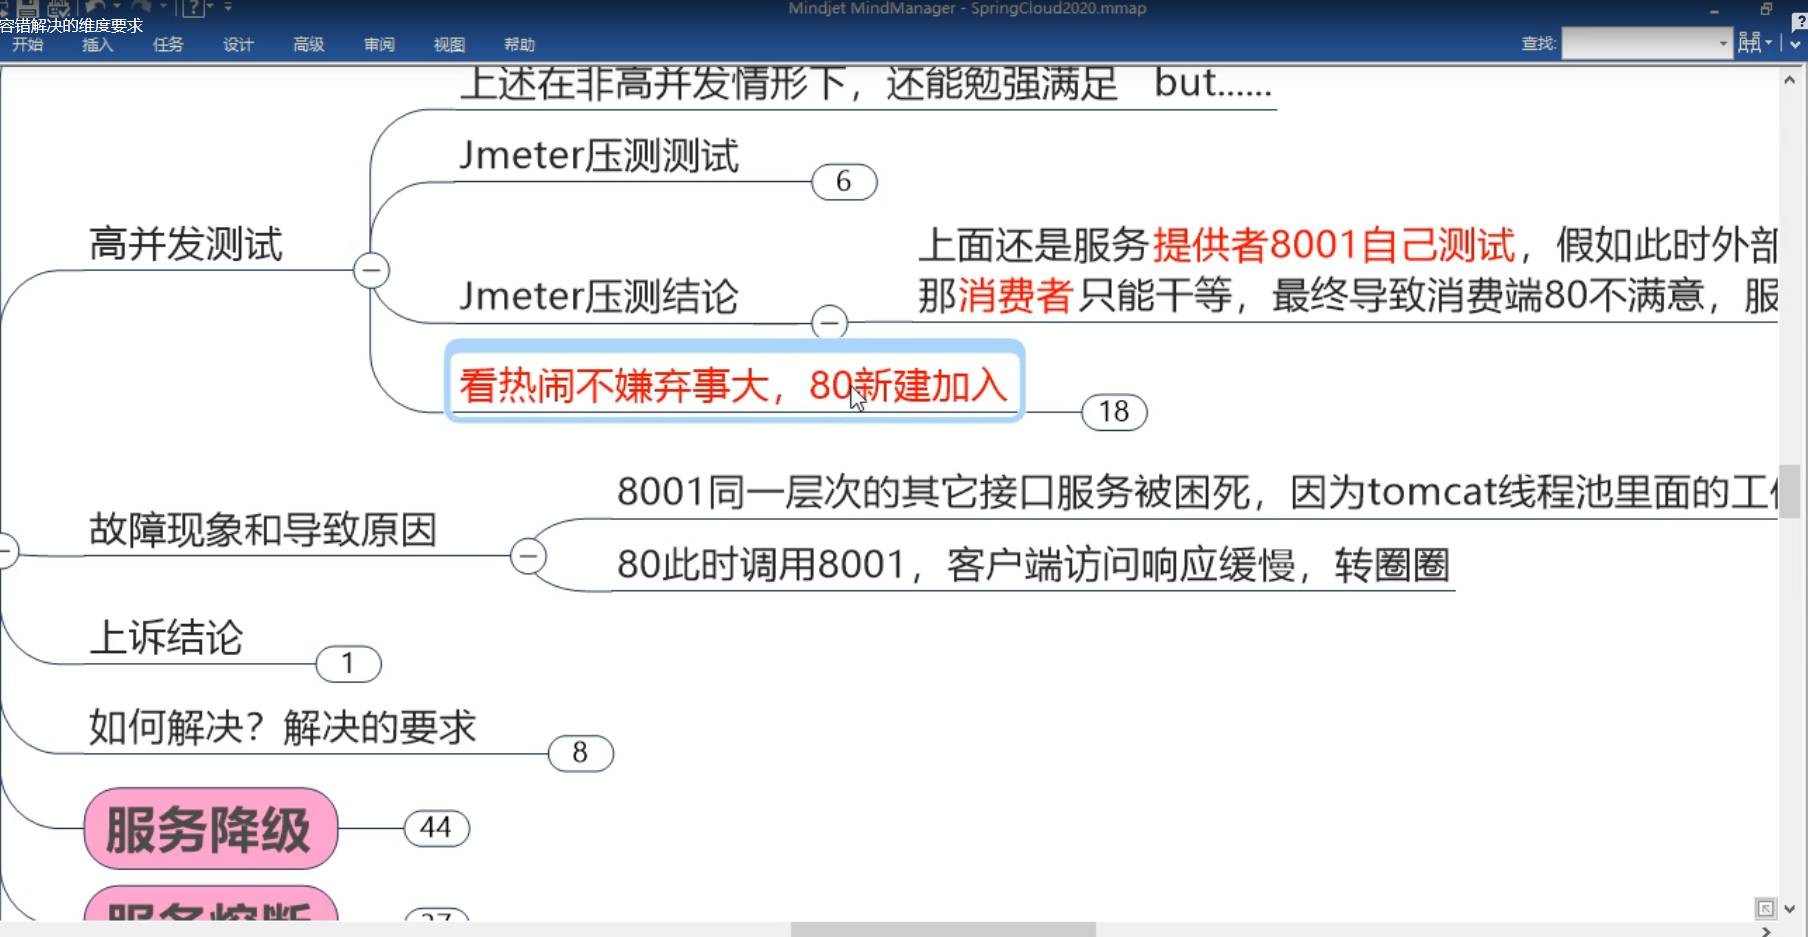 Mindjet MindManager - SpringCloud2020.mmap
容错解决的维度要求
开始 插入 任务 设计 高级 审阅 视图 帮助 查找:
上述在非高并发情形下，还能勉强满足 but......
Jmeter压测测试 6
高并发测试
上面还是服务提供者8001自己测试，假如此时外部
Jmeter压测结论
那消费者只能干等，最终导致消费端80不满意，服
看热闹不嫌弃事大，80新建加入 18
8001同一层次的其它接口服务被困死，因为tomcat线程池里面的工
故障现象和导致原因
80此时调用8001，客户端访问响应缓慢，转圈圈
上诉结论 1
如何解决？解决的要求 8
服务降级 44
服务熔断